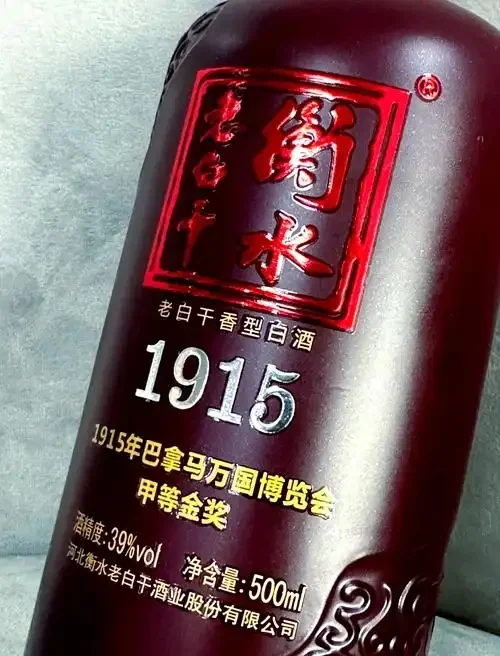 衡水
老白干
老白干香型白酒
1915
1915年巴拿马万国博览会
甲等金奖
酒精度:39%vol 净含量:500ml
河北衡水老白干酒业股份有限公司